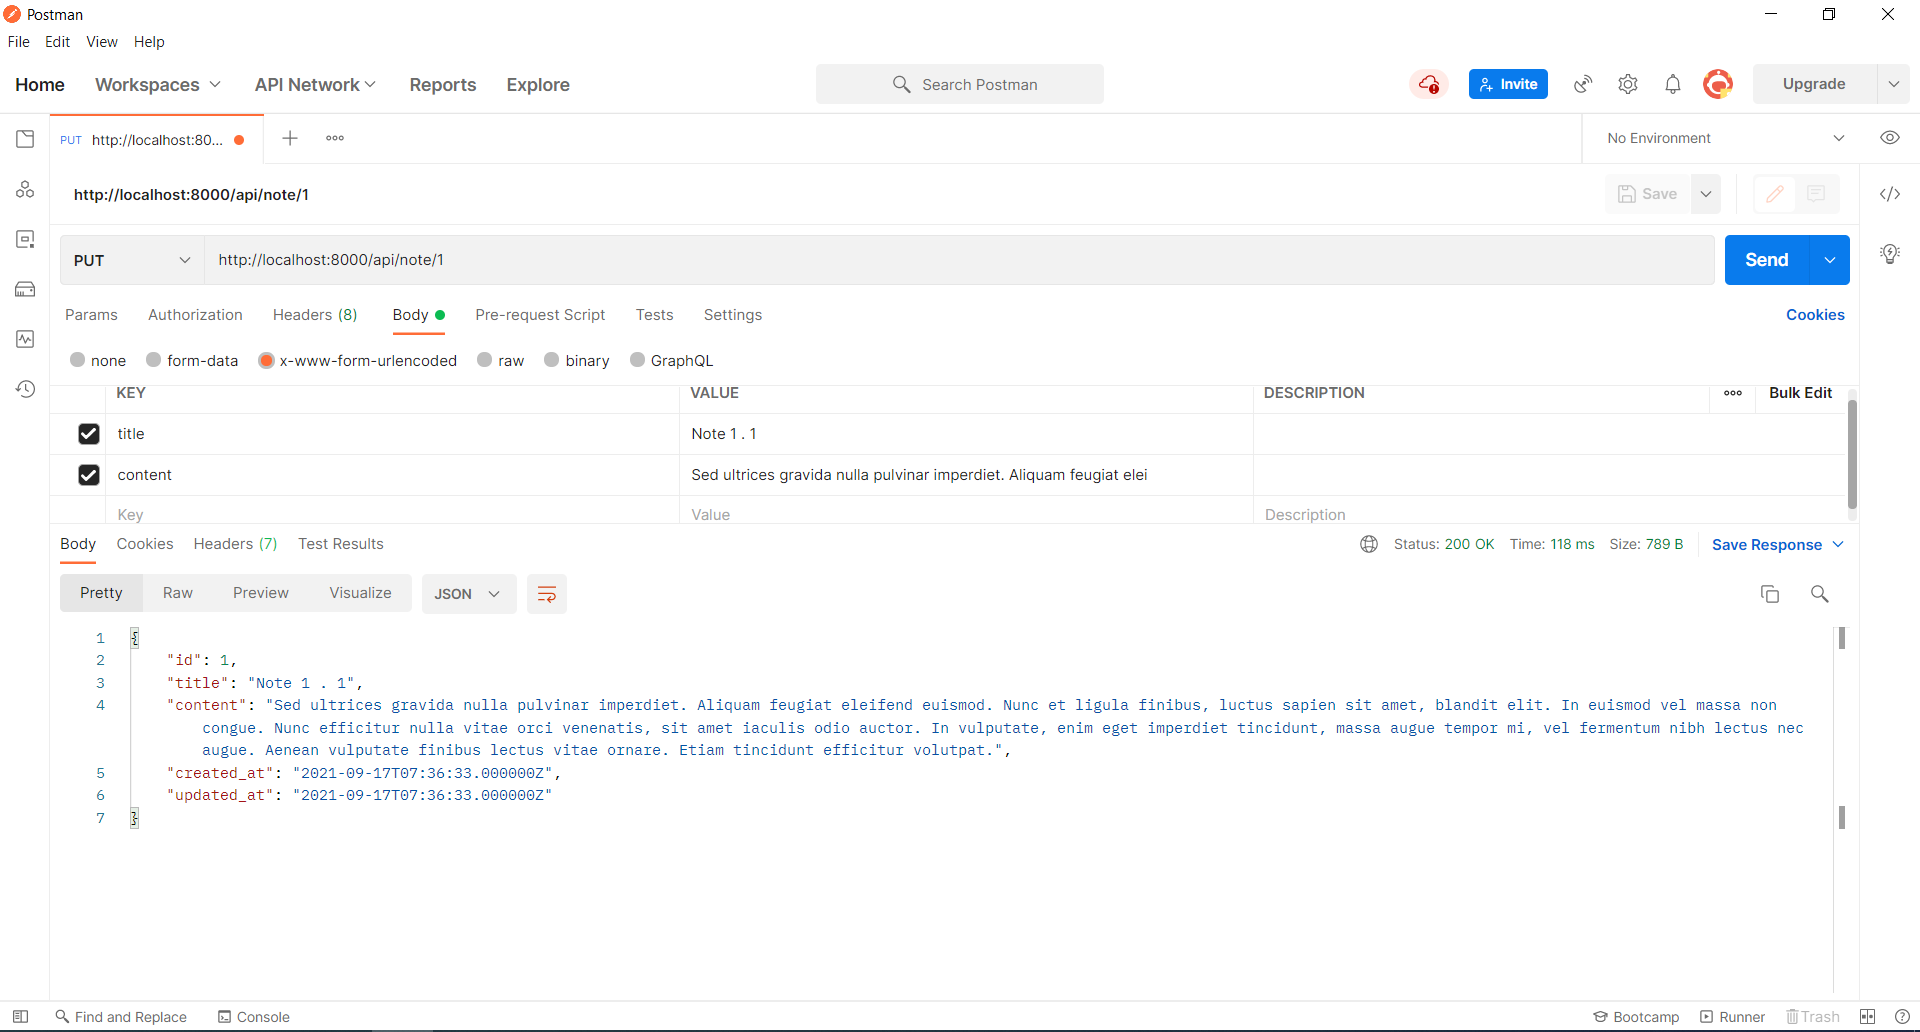 Postman
File Edit View Help
Home Workspaces API Network Reports Explore Search Postman Invite Upgrade
PUT http://localhost:80... No Environment
http://localhost:8000/api/note/1 Save
PUT http://localhost:8000/api/note/1 Send
Params Authorization Headers (8) Body Pre-request Script Tests Settings Cookies
none form-data x-www-form-urlencoded raw binary GraphQL
KEY VALUE DESCRIPTION Bulk Edit
title Note 1 . 1
content Sed ultrices gravida nulla pulvinar imperdiet. Aliquam feugiat elei
Key Value Description
Body Cookies Headers (7) Test Results Status: 200 OK Time: 118 ms Size: 789 B Save Response
Pretty Raw Preview Visualize JSON
1 {
2 "id": 1,
3 "title": "Note 1 . 1",
4 "content": "Sed ultrices gravida nulla pulvinar imperdiet. Aliquam feugiat eleifend euismod. Nunc et ligula finibus, luctus sapien sit amet, blandit elit. In euismod vel massa non
congue. Nunc efficitur nulla vitae orci venenatis, sit amet iaculis odio auctor. In vulputate, enim eget imperdiet tincidunt, massa augue tempor mi, vel fermentum nibh lectus nec
augue. Aenean vulputate finibus lectus vitae ornare. Etiam tincidunt efficitur volutpat.",
5 "created_at": "2021-09-17T07:36:33.000000Z",
6 "updated_at": "2021-09-17T07:36:33.000000Z"
7 }
Find and Replace Console Bootcamp Runner Trash